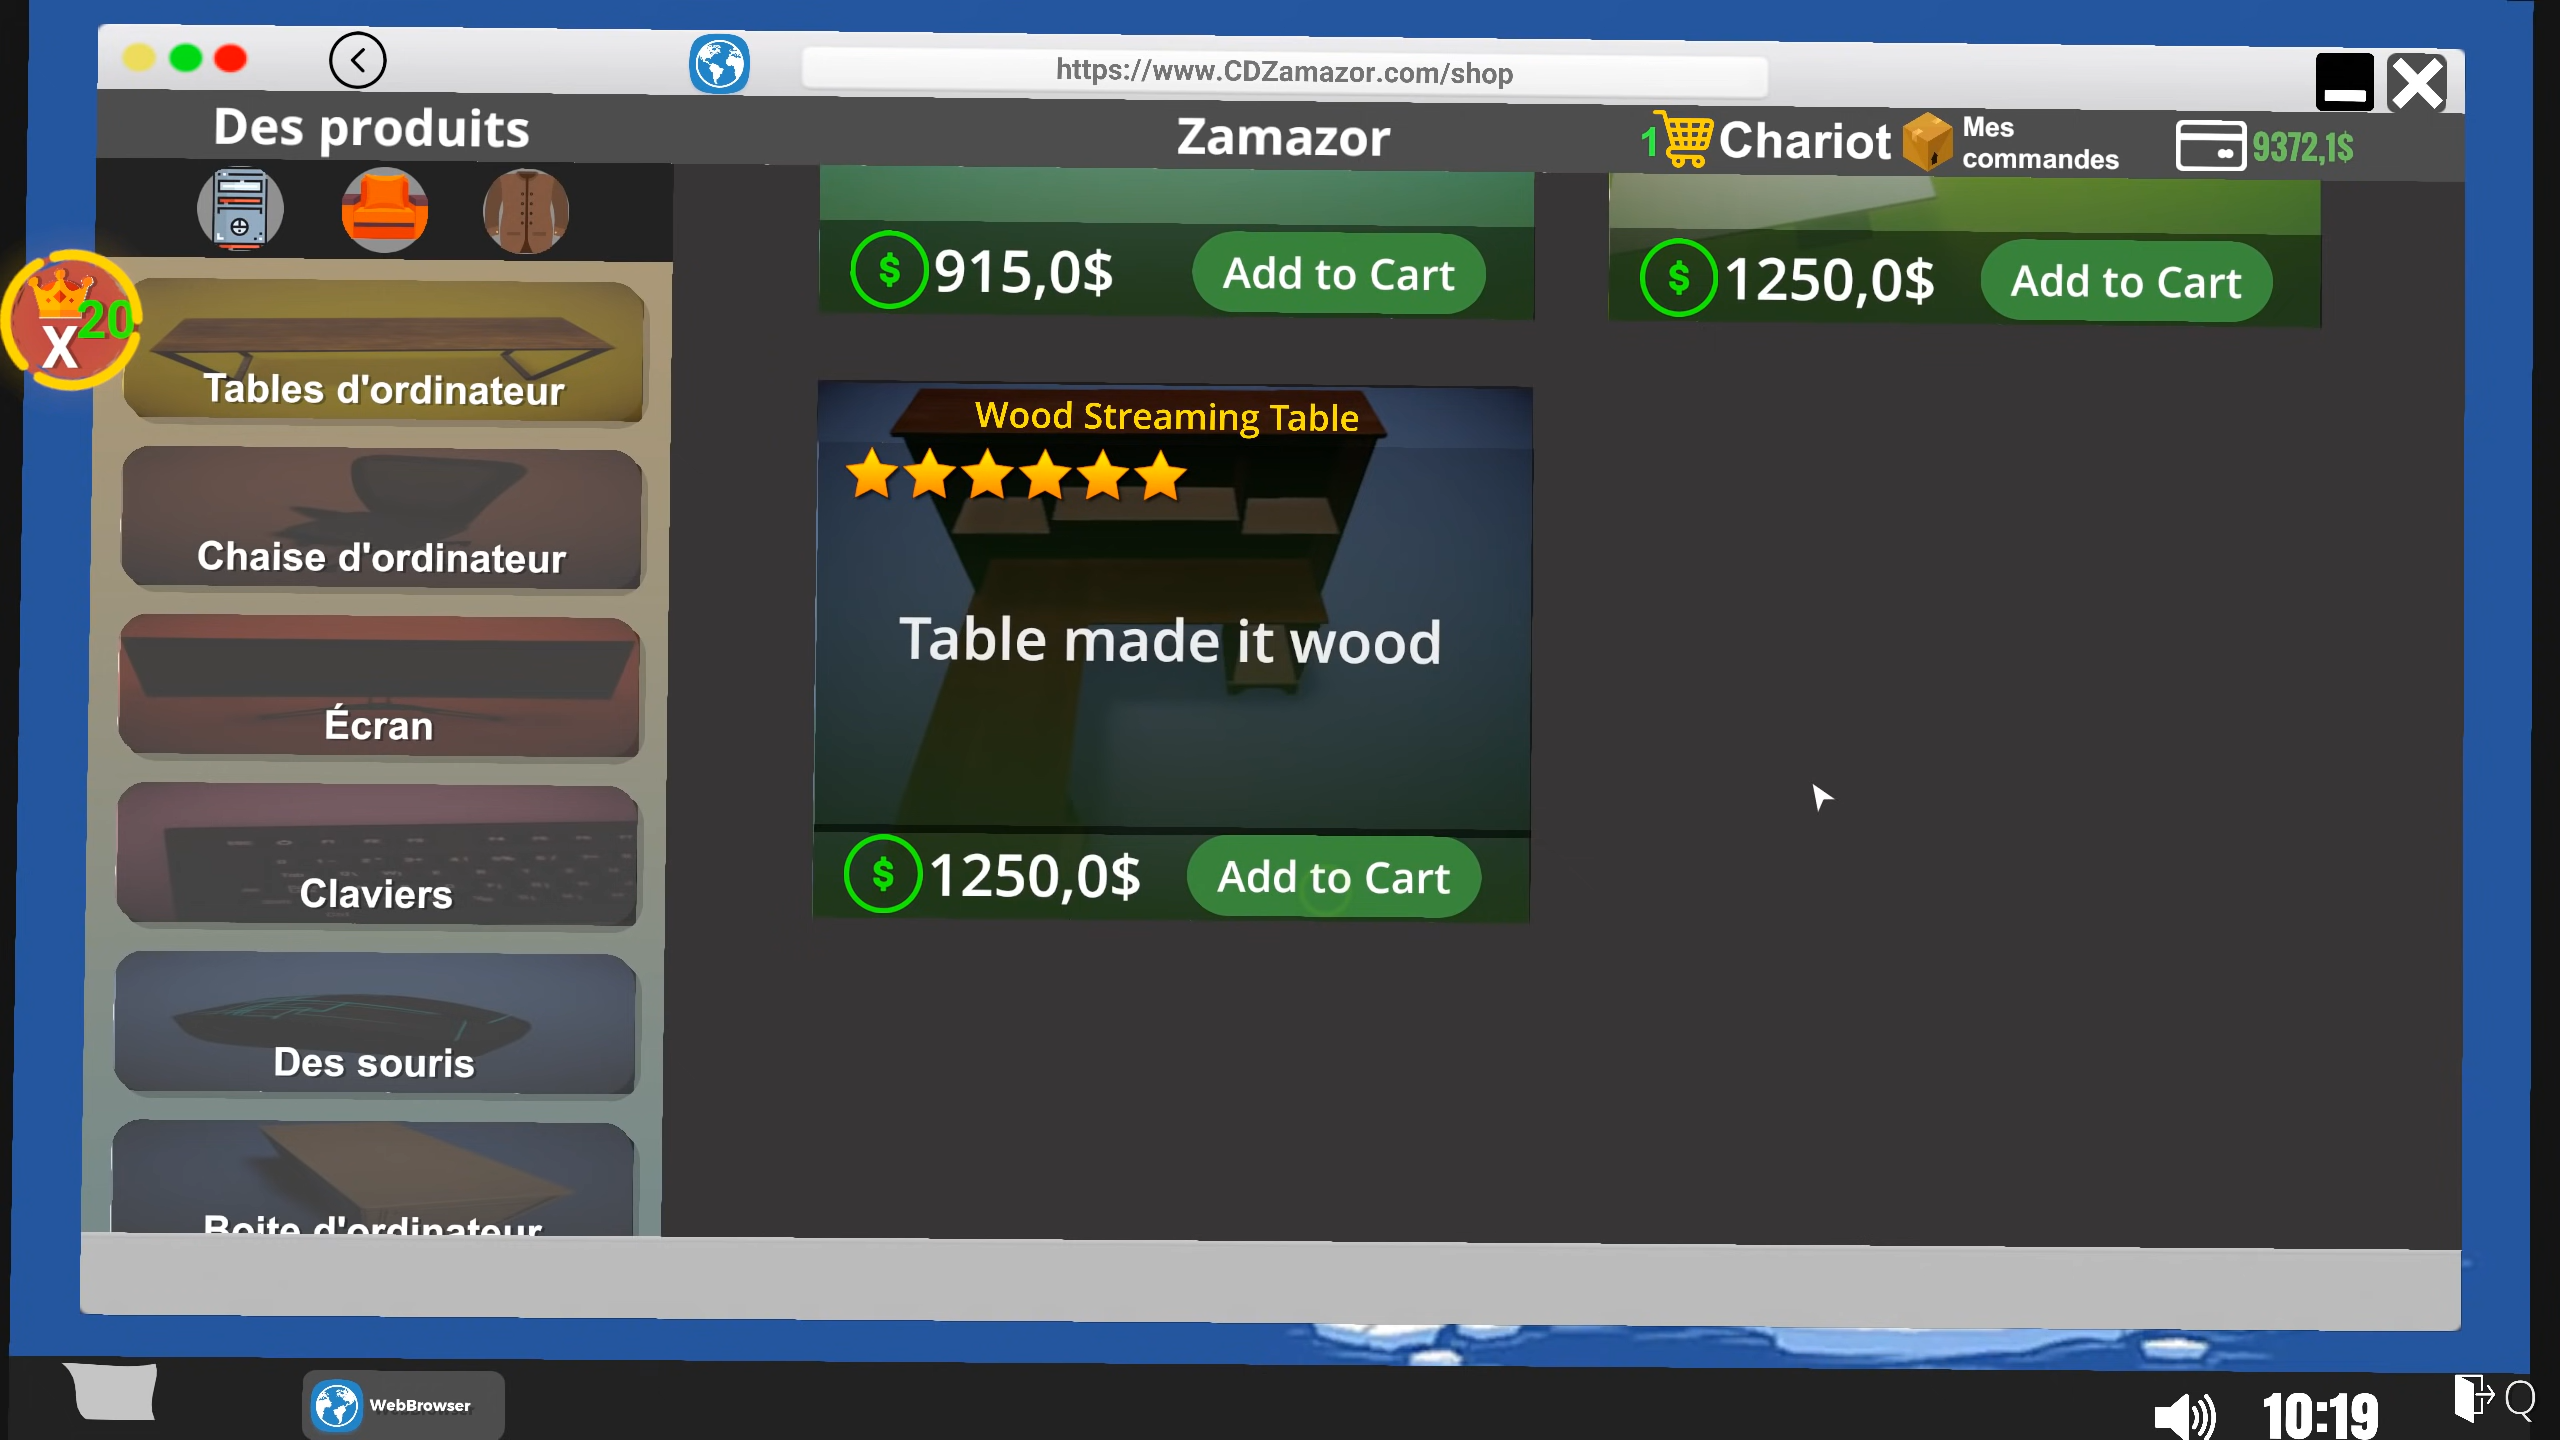 https://www.CDZamazor.com/shop
Des produits
Zamazor
1 Chariot
Mes
commandes
9372,1$
X20
Tables d'ordinateur
Chaise d'ordinateur
Écran
Claviers
Des souris
Boite d'ordinateur
$ 915,0$ Add to Cart
$ 1250,0$ Add to Cart
Wood Streaming Table
Table made it wood
$ 1250,0$ Add to Cart
WebBrowser
10:19
Q